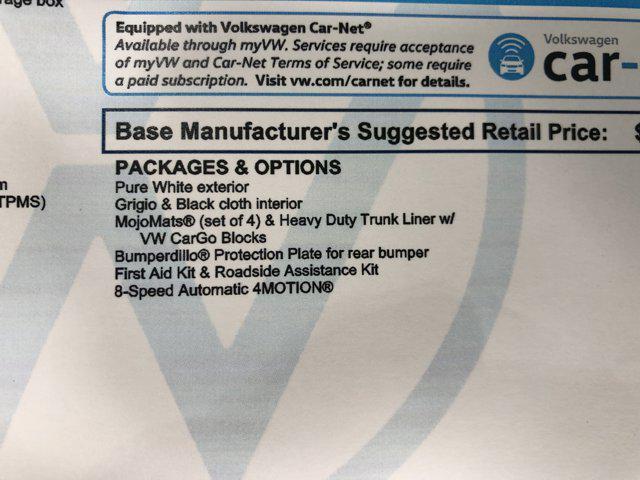 rage box
Equipped with Volkswagen Car-Net®
Available through myVW. Services require acceptance
of myVW and Car-Net Terms of Service; some require
a paid subscription. Visit vw.com/carnet for details.
Volkswagen
car-
Base Manufacturer's Suggested Retail Price: $
PACKAGES & OPTIONS
Pure White exterior
m
Grigio & Black cloth interior
TPMS)
MojoMats® (set of 4) & Heavy Duty Trunk Liner w/
VW CarGo Blocks
Bumperdillo® Protection Plate for rear bumper
First Aid Kit & Roadside Assistance Kit
8-Speed Automatic 4MOTION®